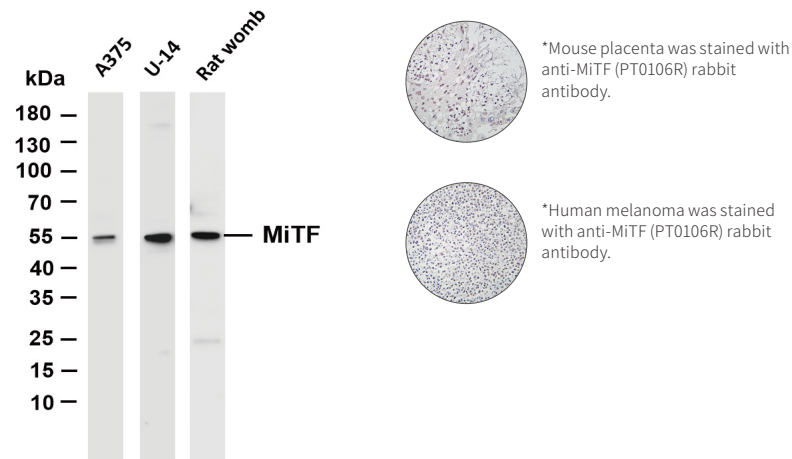 A375
U-14
Rat womb
kDa
180
130
100
70
55
40
35
25
15
10
MiTF
*Mouse placenta was stained with
anti-MiTF (PT0106R) rabbit
antibody.
*Human melanoma was stained
with anti-MiTF (PT0106R) rabbit
antibody.